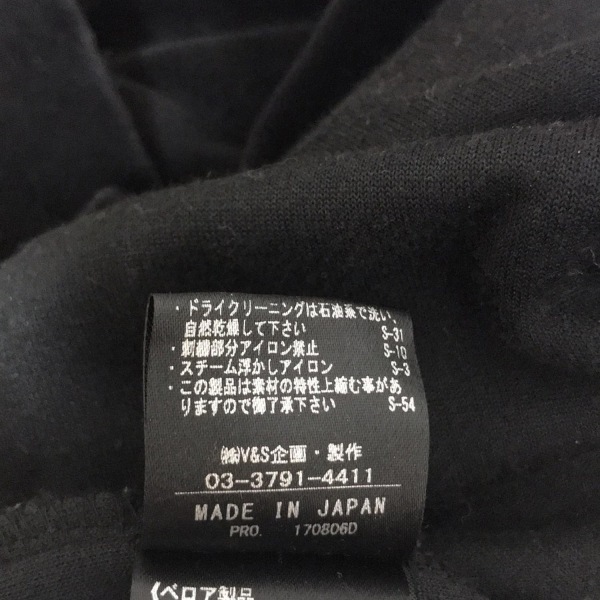 ・ドライクリーニングは石油系で洗い、
自然乾燥して下さい S-31
・刺繍部分アイロン禁止 S-10
・スチーム浮かしアイロン S-3
・この製品は素材の特性上縮む事があ
りますので御了承下さい S-54
㈱V&S企画・製作
03-3791-4411
MADE IN JAPAN
PRO. 170806D
《ベロア製品